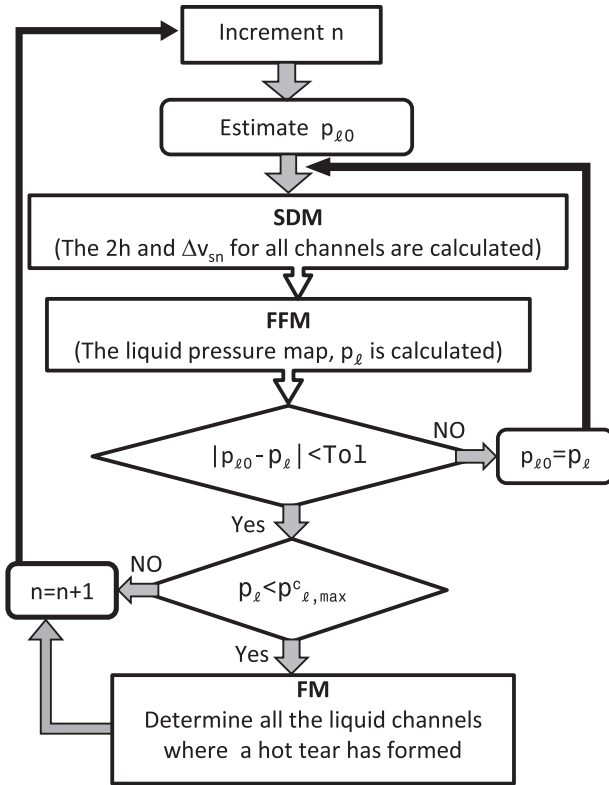 Increment n
Estimate pℓ0
SDM
(The 2h and Δvsn for all channels are calculated)
FFM
(The liquid pressure map, pℓ is calculated)
|pℓ0-pℓ|<Tol
NO
pℓ0=pℓ
Yes
NO
n=n+1
pℓ<pᶜℓ,max
Yes
FM
Determine all the liquid channels
where a hot tear has formed